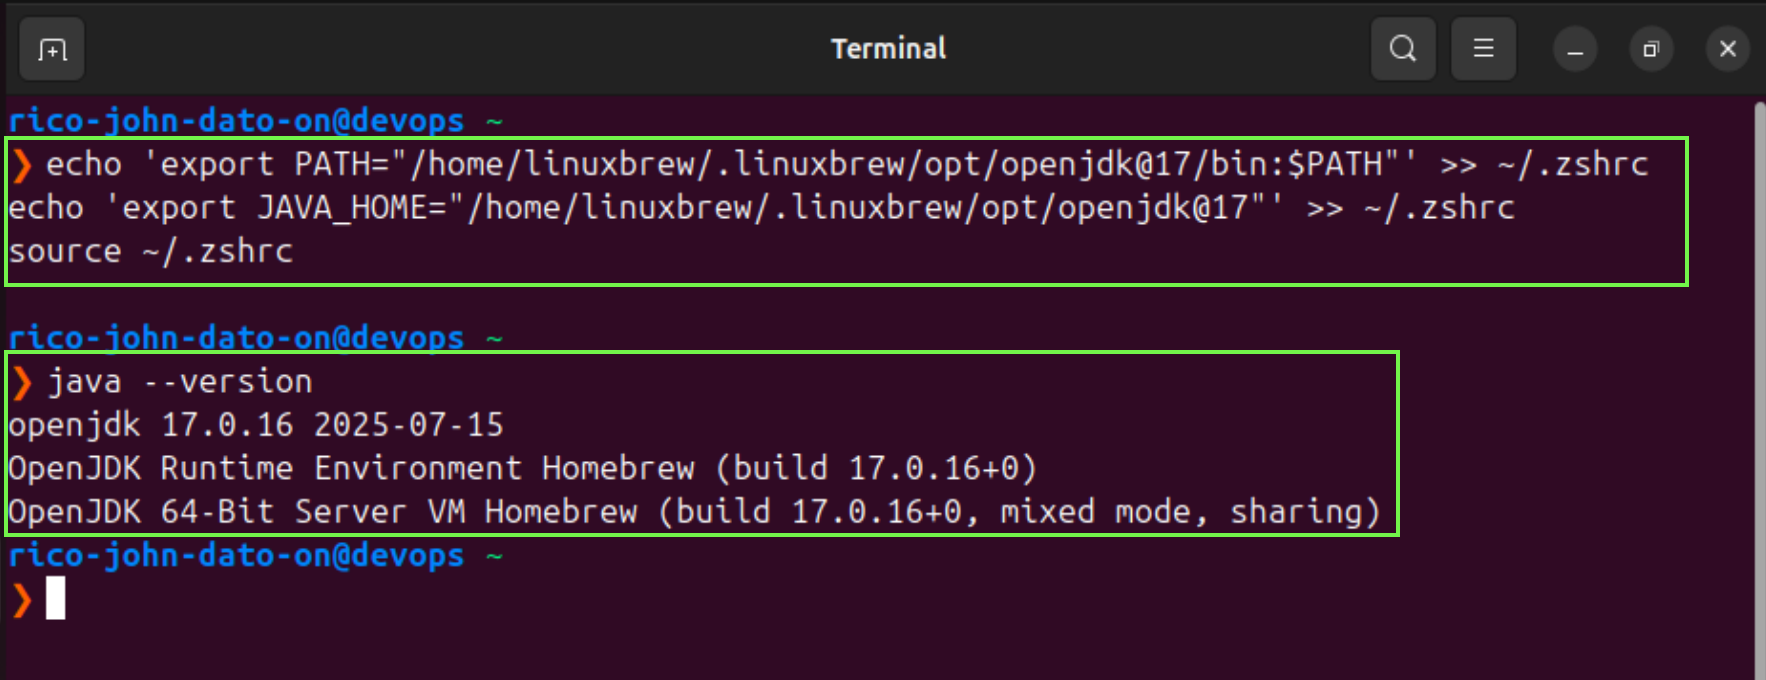 Terminal
rico-john-dato-on@devops ~
❯ echo 'export PATH="/home/linuxbrew/.linuxbrew/opt/openjdk@17/bin:$PATH"' >> ~/.zshrc
echo 'export JAVA_HOME="/home/linuxbrew/.linuxbrew/opt/openjdk@17"' >> ~/.zshrc
source ~/.zshrc
rico-john-dato-on@devops ~
❯ java --version
openjdk 17.0.16 2025-07-15
OpenJDK Runtime Environment Homebrew (build 17.0.16+0)
OpenJDK 64-Bit Server VM Homebrew (build 17.0.16+0, mixed mode, sharing)
rico-john-dato-on@devops ~
❯